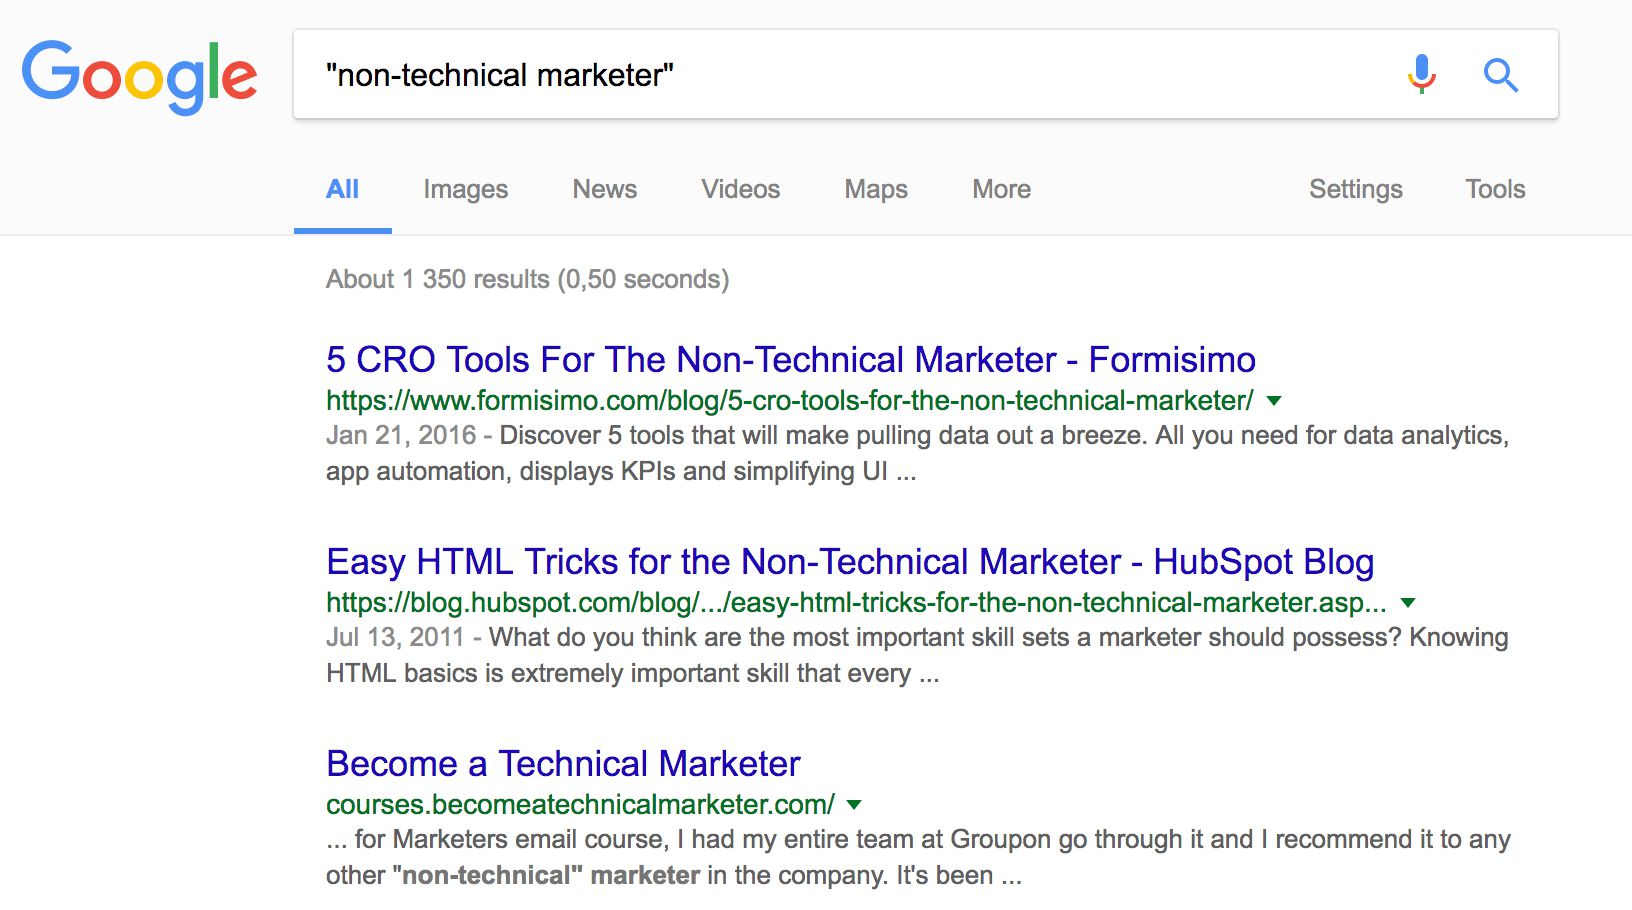 Google
"non-technical marketer"
All Images News Videos Maps More Settings Tools
About 1 350 results (0,50 seconds)
5 CRO Tools For The Non-Technical Marketer - Formisimo
https://www.formisimo.com/blog/5-cro-tools-for-the-non-technical-marketer/
Jan 21, 2016 - Discover 5 tools that will make pulling data out a breeze. All you need for data analytics,
app automation, displays KPIs and simplifying UI ...
Easy HTML Tricks for the Non-Technical Marketer - HubSpot Blog
https://blog.hubspot.com/blog/.../easy-html-tricks-for-the-non-technical-marketer.asp...
Jul 13, 2011 - What do you think are the most important skill sets a marketer should possess? Knowing
HTML basics is extremely important skill that every ...
Become a Technical Marketer
courses.becomeatechnicalmarketer.com/
... for Marketers email course, I had my entire team at Groupon go through it and I recommend it to any
other "non-technical" marketer in the company. It's been ...